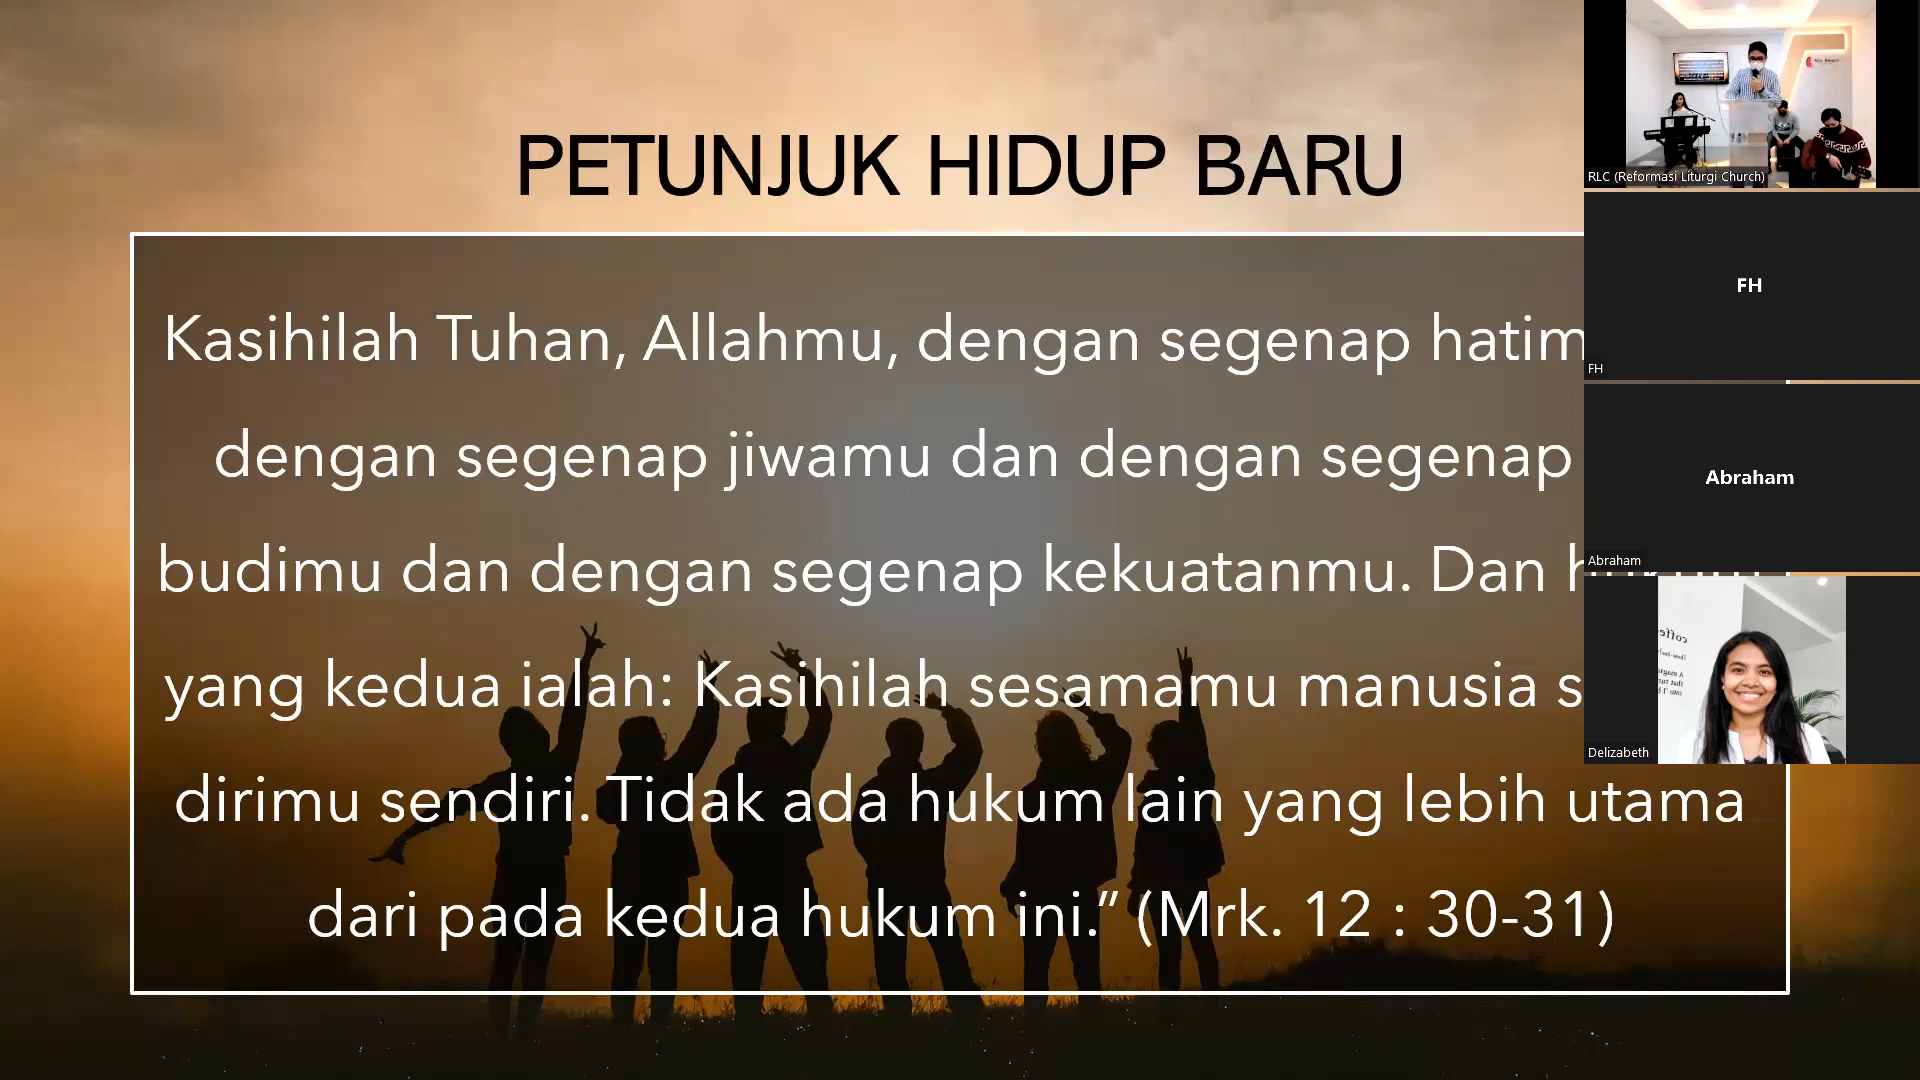 PETUNJUK HIDUP BARU
Kasihilah Tuhan, Allahmu, dengan segenap
dengan segenap jiwamu dan dengan segenap
budimu dan dengan segenap kekuatanmu. Dan
yang kedua ialah: Kasihilah sesamamu manusia
dirimu sendiri. Tidak ada hukum lain yang lebih utama
dari pada kedua hukum ini.” (Mrk. 12 : 30-31)
RLC (Reformasi Liturgi Church)
FH
FH
Abraham
Abraham
coffee
Delizabeth